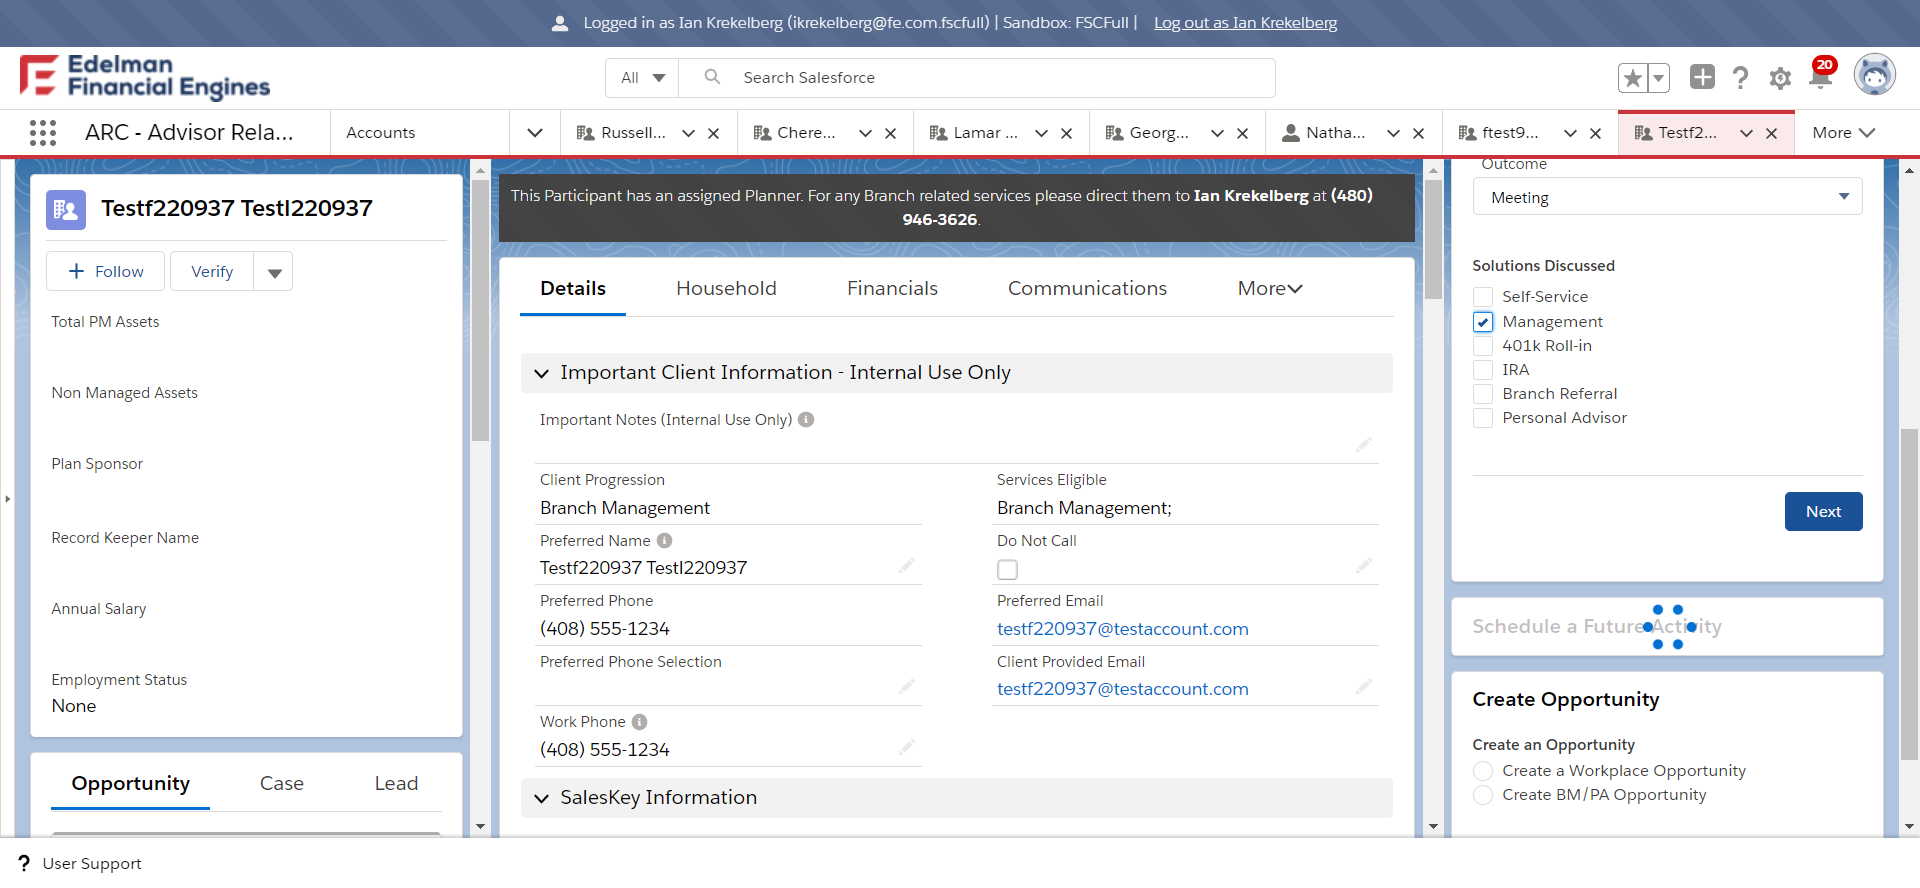 Logged in as Ian Krekelberg (ikrekelberg@fe.com.fscfull) | Sandbox: FSCFull | Log out as Ian Krekelberg
Edelman
Financial Engines
All
Search Salesforce
20
ARC - Advisor Rela...
Accounts
Russell...
Chere...
Lamar ...
Georg...
Natha...
ftest9...
Testf2...
More
Testf220937 Testl220937
Follow
Verify
Total PM Assets
Non Managed Assets
Plan Sponsor
Record Keeper Name
Annual Salary
Employment Status
None
Opportunity
Case
Lead
This Participant has an assigned Planner. For any Branch related services please direct them to Ian Krekelberg at (480)
946-3626.
Details
Household
Financials
Communications
More
Important Client Information - Internal Use Only
Important Notes (Internal Use Only)
Client Progression
Branch Management
Services Eligible
Branch Management;
Preferred Name
Testf220937 Testl220937
Do Not Call
Preferred Phone
(408) 555-1234
Preferred Email
testf220937@testaccount.com
Preferred Phone Selection
Client Provided Email
testf220937@testaccount.com
Work Phone
(408) 555-1234
SalesKey Information
Outcome
Meeting
Solutions Discussed
Self-Service
Management
401k Roll-in
IRA
Branch Referral
Personal Advisor
Next
Schedule a Future Activity
Create Opportunity
Create an Opportunity
Create a Workplace Opportunity
Create BM/PA Opportunity
? User Support